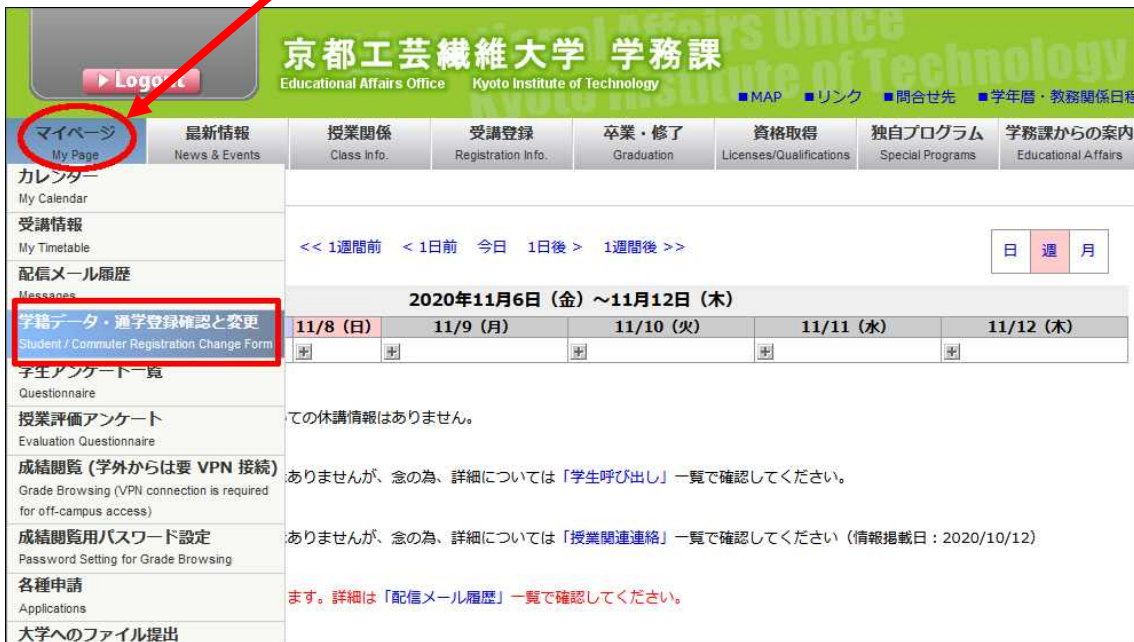 京都工芸繊維大学 学務課
Educational Affairs Office Kyoto Institute of Technology
Logout
■MAP ■リンク ■問合せ先 ■学年暦・教務関係日程
マイページ 最新情報 授業関係 受講登録 卒業・修了 資格取得 独自プログラム 学務課からの案内
My Page News & Events Class Info. Registration Info. Graduation Licenses/Qualifications Special Programs Educational Affairs
カレンダー
My Calendar
受講情報
My Timetable
<< 1週間前 < 1日前 今日 1日後 > 1週間後 >>
日 週 月
配信メール履歴
Messages
2020年11月6日（金）～11月12日（木）
学籍データ・通学登録確認と変更
Student / Commuter Registration Change Form
11/8（日） 11/9（月） 11/10（火） 11/11（水） 11/12（木）
学生アンケート一覧
Questionnaire
授業評価アンケート
Evaluation Questionnaire
ての休講情報はありません。
成績閲覧 (学外からは要 VPN 接続)
Grade Browsing (VPN connection is required
for off-campus access)
ありませんが、念の為、詳細については「学生呼び出し」一覧で確認してください。
成績閲覧用パスワード設定
Password Setting for Grade Browsing
ありませんが、念の為、詳細については「授業関連連絡」一覧で確認してください（情報掲載日：2020/10/12）
各種申請
Applications
ます。詳細は「配信メール履歴」一覧で確認してください。
大学へのファイル提出